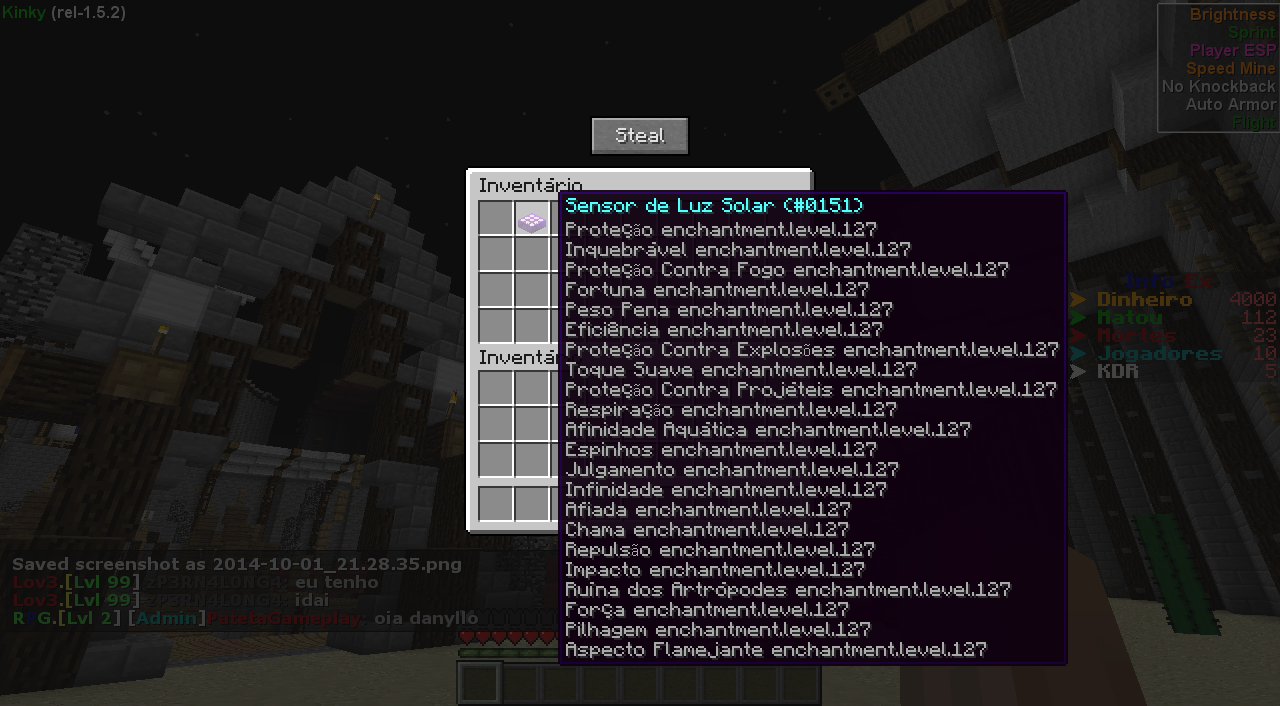 Kinky (rel-1.5.2)
Brightness
Sprint
Player ESP
Speed Mine
No Knockback
Auto Armor
Flight
Steal
Inventário
Sensor de Luz Solar (#0151)
Proteção enchantment.level.127
Inquebrável enchantment.level.127
Proteção Contra Fogo enchantment.level.127
Fortuna enchantment.level.127
Peso Pena enchantment.level.127
Eficiência enchantment.level.127
Proteção Contra Explosões enchantment.level.127
Toque Suave enchantment.level.127
Proteção Contra Projéteis enchantment.level.127
Respiração enchantment.level.127
Afinidade Aquática enchantment.level.127
Espinhos enchantment.level.127
Julgamento enchantment.level.127
Infinidade enchantment.level.127
Afiada enchantment.level.127
Chama enchantment.level.127
Repulsão enchantment.level.127
Impacto enchantment.level.127
Ruína dos Artrópodes enchantment.level.127
Força enchantment.level.127
Pilhagem enchantment.level.127
Aspecto Flamejante enchantment.level.127
Inventár
Info Ex
Dinheiro 4000
Matou 112
Mortes 23
Jogadores 10
KDR 5
Saved screenshot as 2014-10-01_21.28.35.png
Lov3.[Lvl 99] eu tenho
Lov3.[Lvl 99] idai
[Lvl 2] [Admin]PatetaGameplay: oia danylló